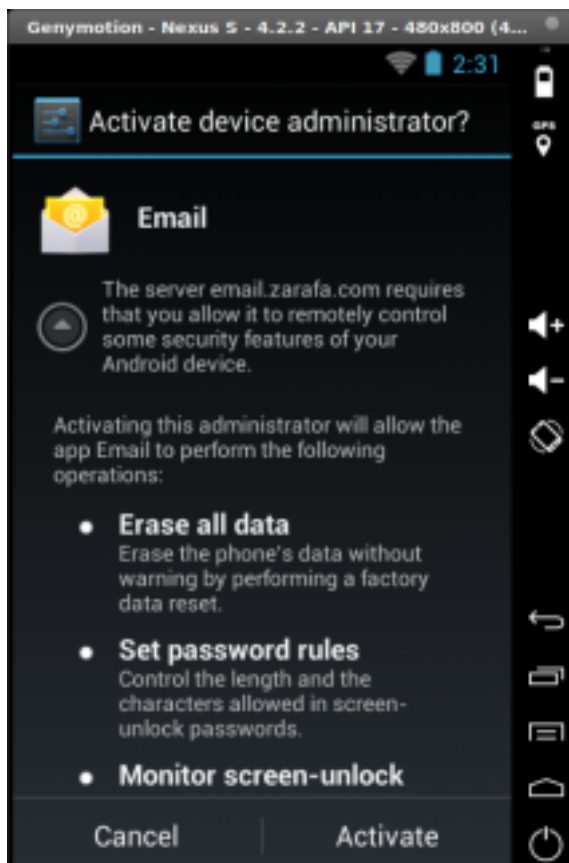 Genymotion - Nexus S - 4.2.2 - API 17 - 480x800 (4...
2:31
GPS
Activate device administrator?
Email
The server email.zarafa.com requires
that you allow it to remotely control
some security features of your
Android device.
Activating this administrator will allow the
app Email to perform the following
operations:
Erase all data
Erase the phone's data without
warning by performing a factory
data reset.
Set password rules
Control the length and the
characters allowed in screen-
unlock passwords.
Monitor screen-unlock
Cancel
Activate